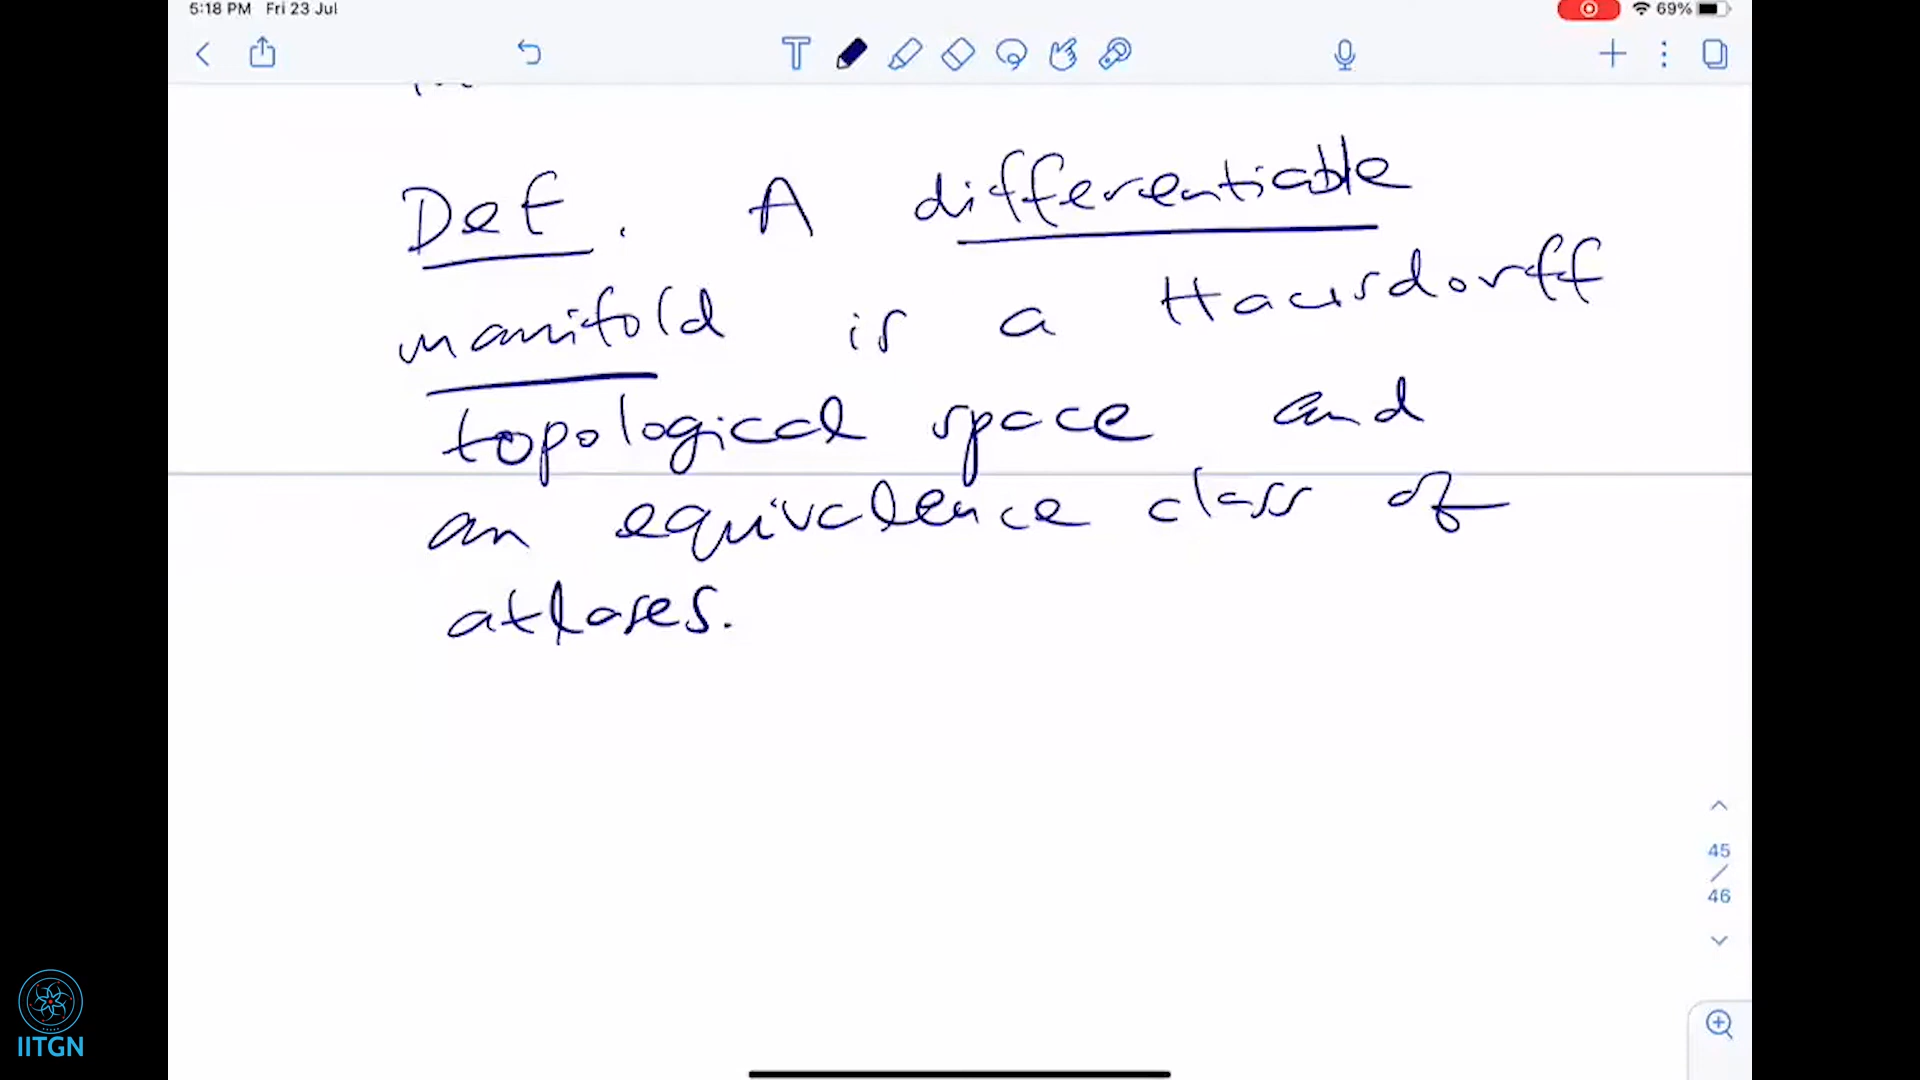 5:18 PM Fri 23 Jul
69%
Def. A differentiable
manifold is a Hausdorff
topological space and
an equivalence class of
atlases.
45
/
46
IITGN